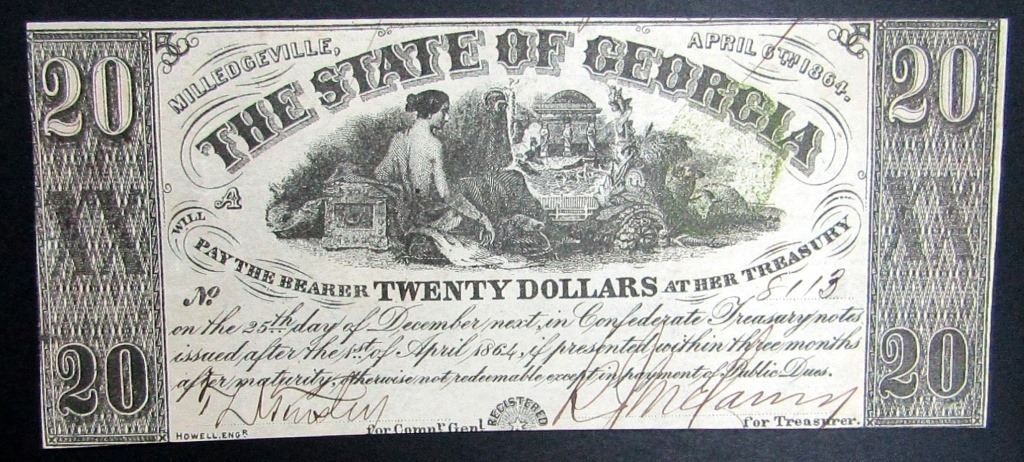 20
20
MILLEDGEVILLE,
APRIL 6TH 1864.
THE STATE OF GEORGIA
A
XX
XX
WILL
PAY THE BEARER TWENTY DOLLARS AT HER TREASURY
No 8113
on the 25th day of December next, in Confederate Treasury notes
issued after the 1st of April 1864, if presented within three months
after maturity, otherwise not redeemable except in payment of Public Dues.
20
20
REGISTERED
HOWELL. ENGR
for Compr Genl
for Treasurer.